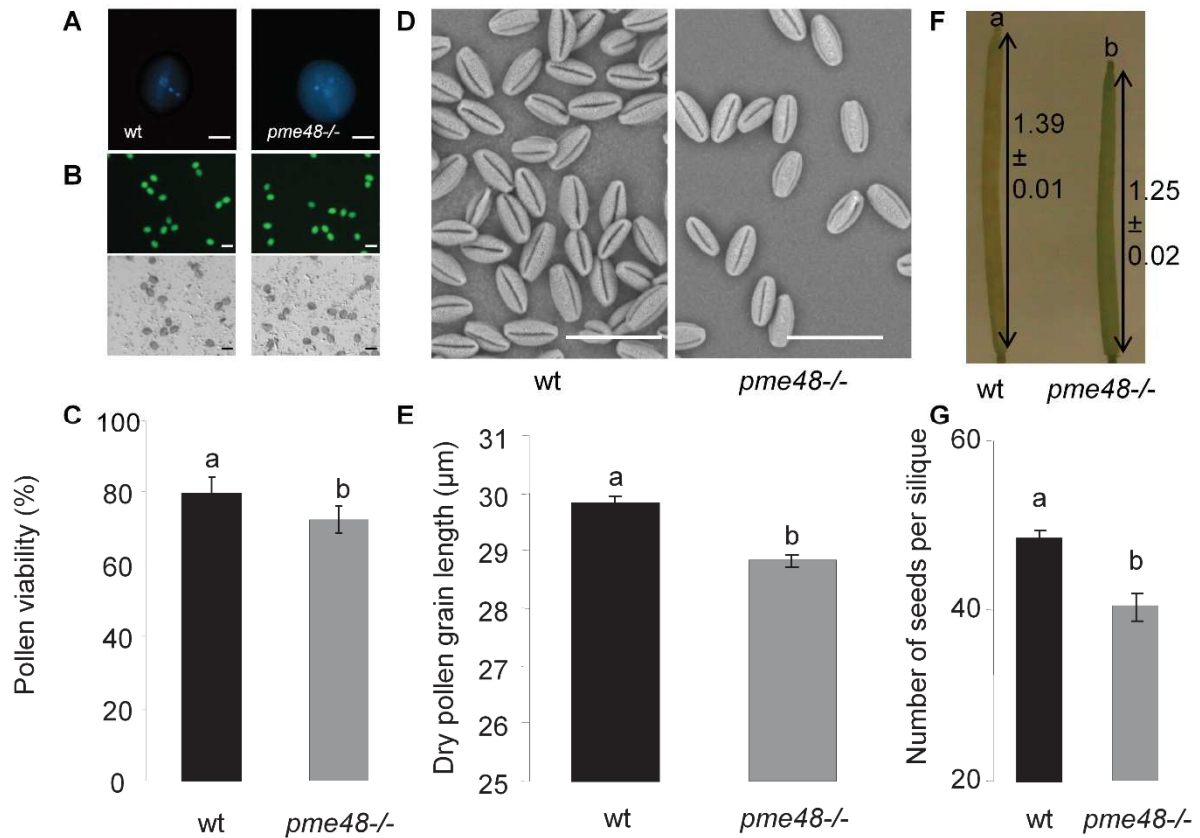 A
wt
pme48-/-
B
C
Pollen viability (%)
100
80
60
40
20
0
a
b
wt
pme48-/-
D
wt
pme48-/-
E
Dry pollen grain length (µm)
31
30
29
28
27
26
25
a
b
wt
pme48-/-
F
a
b
1.39
±
0.01
1.25
±
0.02
wt
pme48-/-
G
Number of seeds per silique
60
40
20
a
b
wt
pme48-/-